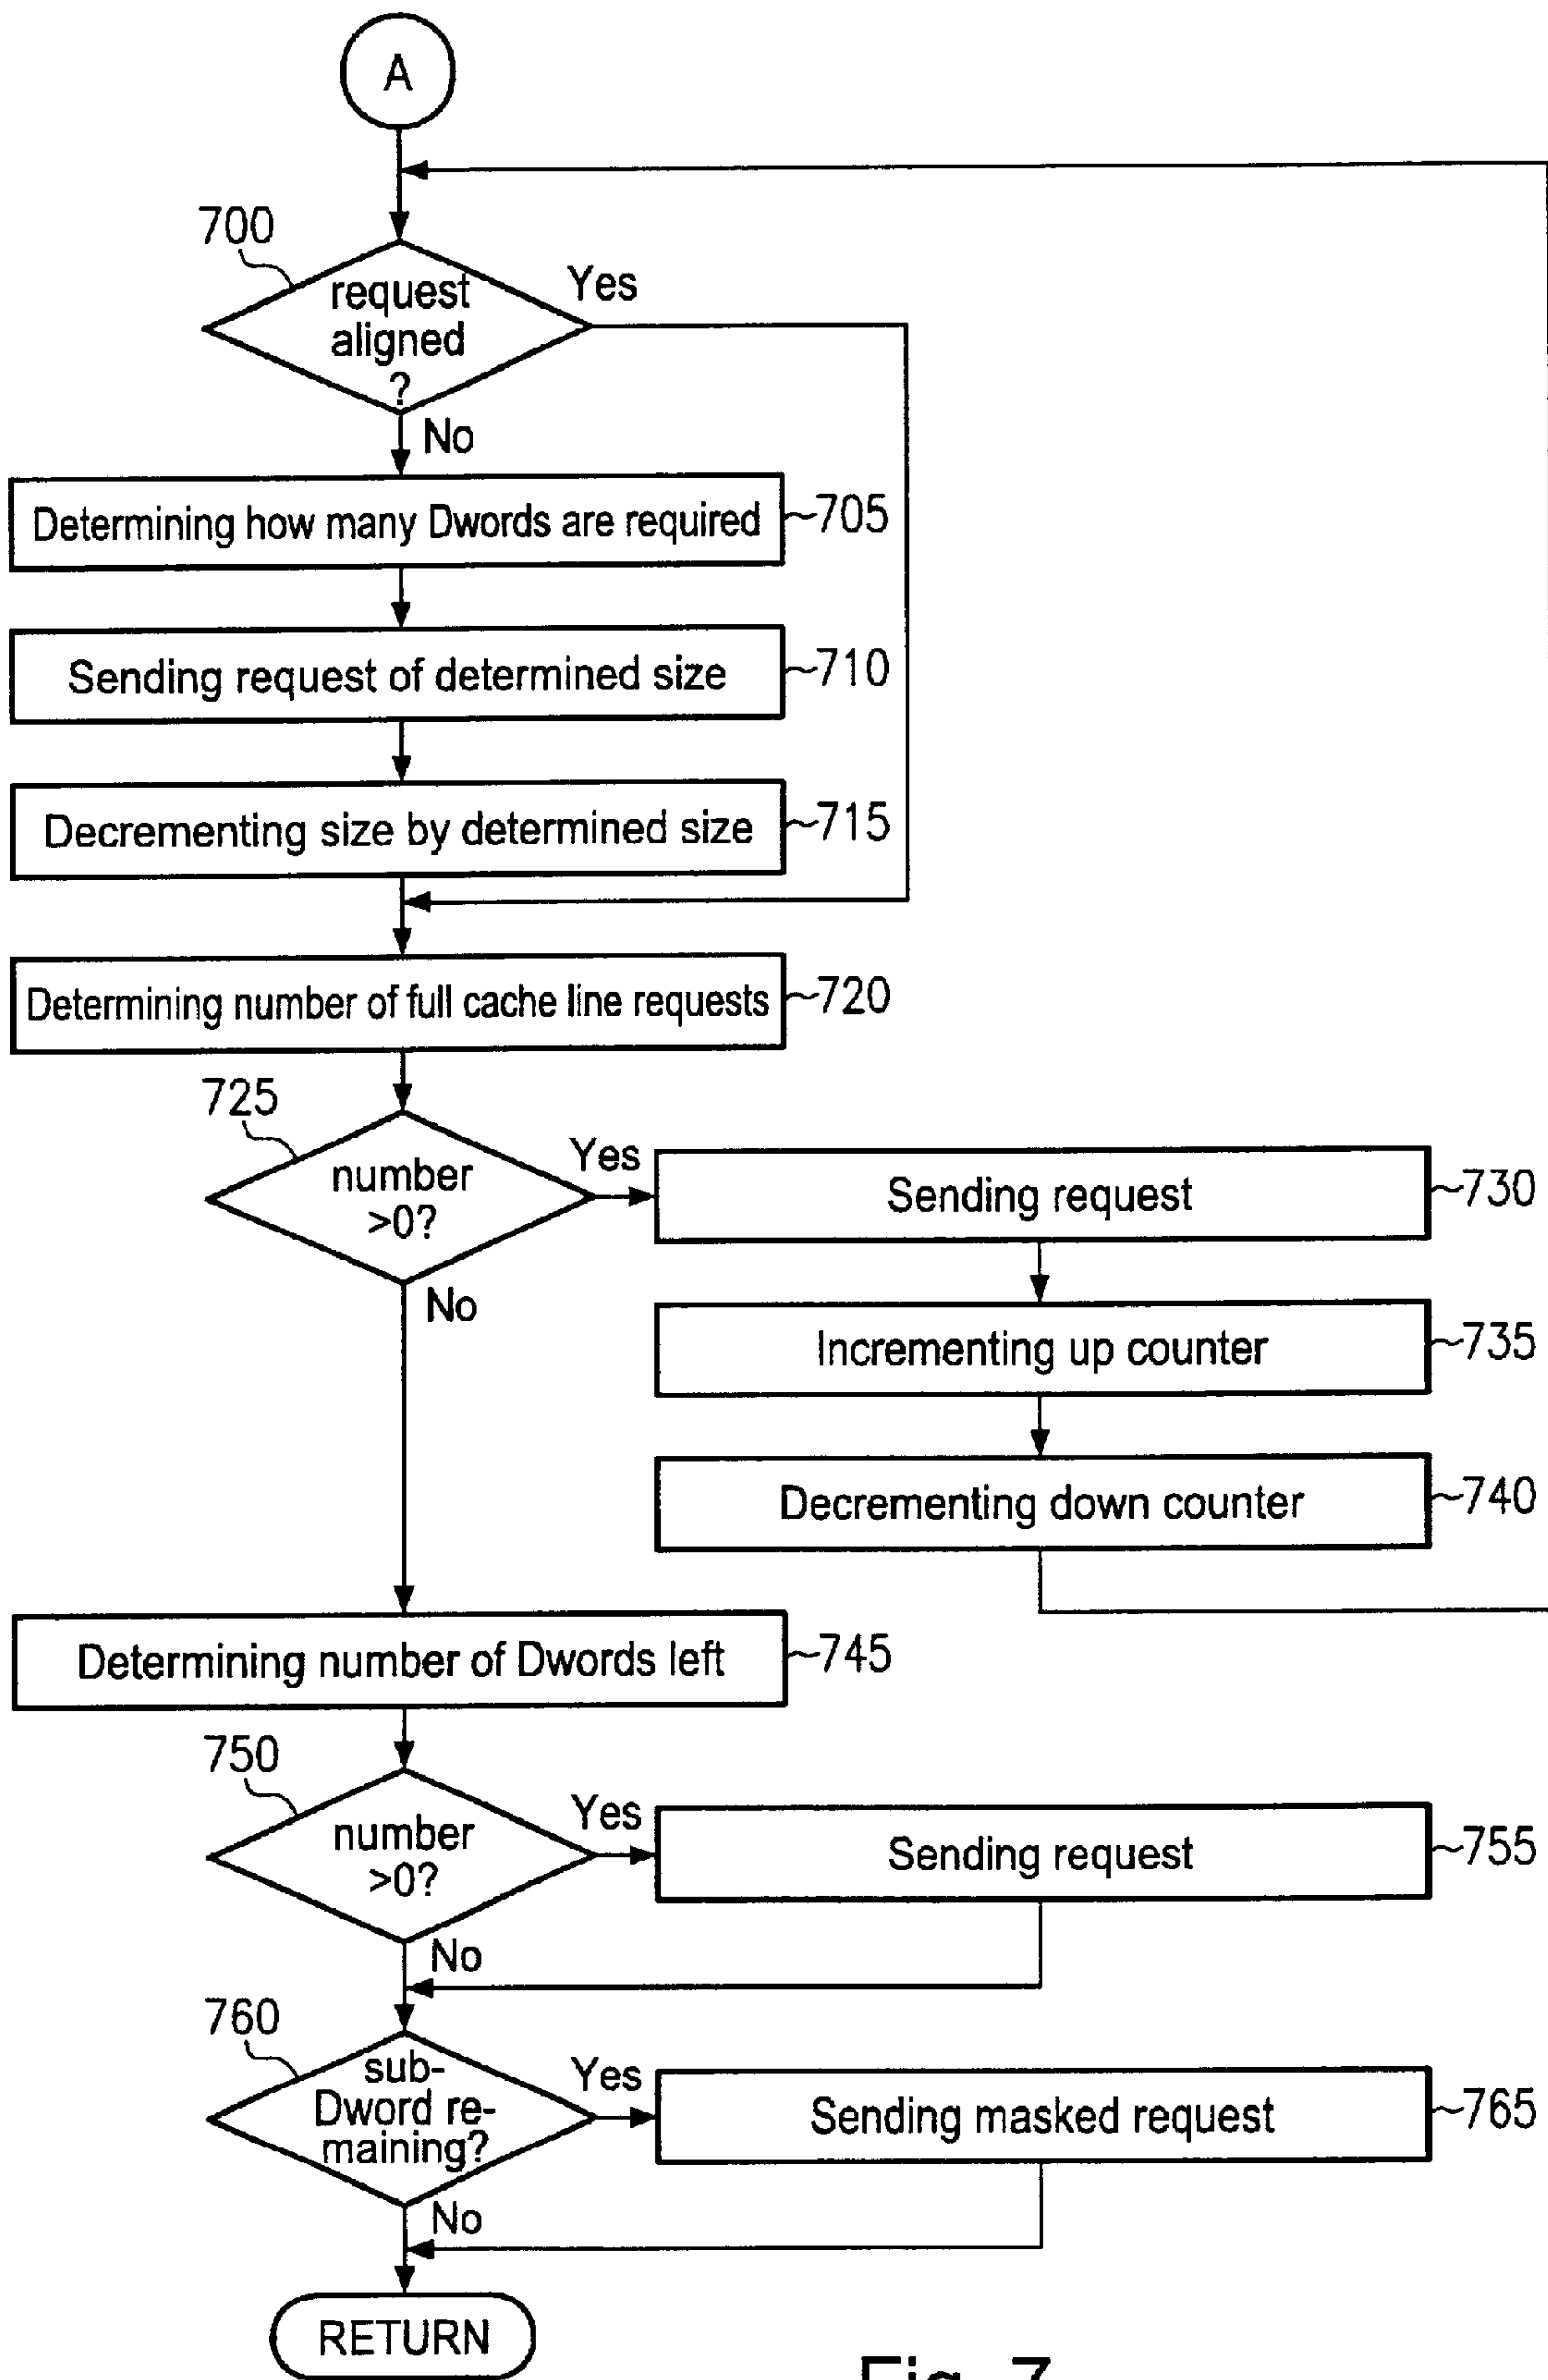 A
700
request
aligned
?
Yes
No
Determining how many Dwords are required
705
Sending request of determined size
710
Decrementing size by determined size
715
Determining number of full cache line requests
720
725
number
>0?
Yes
No
Sending request
730
Incrementing up counter
735
Decrementing down counter
740
Determining number of Dwords left
745
750
number
>0?
Yes
No
Sending request
755
760
sub-
Dword re-
maining?
Yes
No
Sending masked request
765
RETURN
Fig. 7